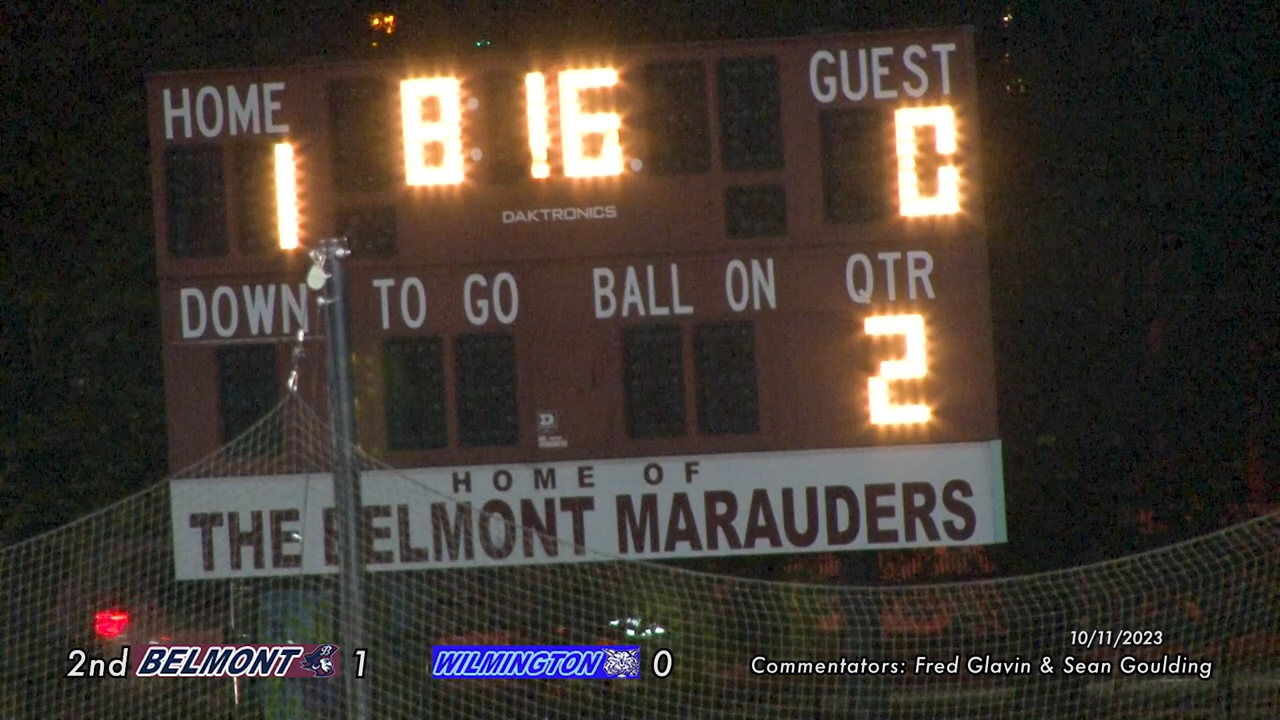 HOME 8:16 GUEST
1 0
DAKTRONICS
DOWN TO GO BALL ON QTR
2
HOME OF
THE BELMONT MARAUDERS
10/11/2023
2nd BELMONT 1 WILMINGTON 0 Commentators: Fred Glavin & Sean Goulding